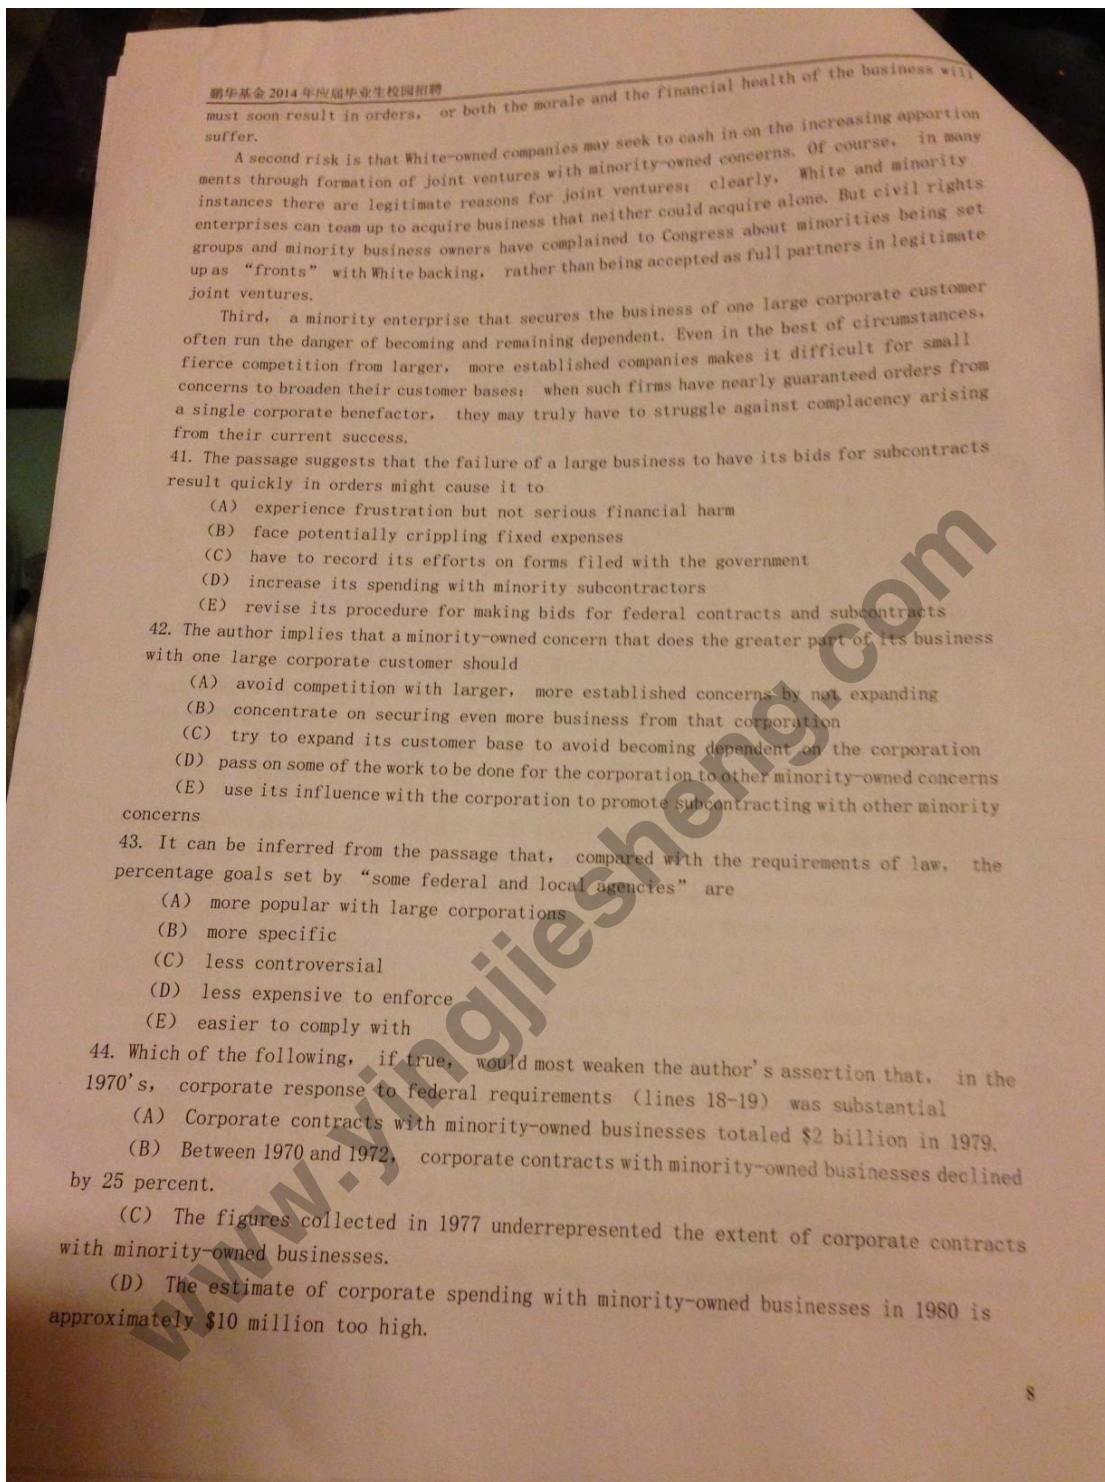 鹏华基金 2014 年应届毕业生校园招聘
must soon result in orders, or both the morale and the financial health of the business will
suffer.
A second risk is that White-owned companies may seek to cash in on the increasing apportion
ments through formation of joint ventures with minority-owned concerns. Of course, in many
instances there are legitimate reasons for joint ventures; clearly, White and minority
enterprises can team up to acquire business that neither could acquire alone. But civil rights
groups and minority business owners have complained to Congress about minorities being set
up as “fronts” with White backing, rather than being accepted as full partners in legitimate
joint ventures.
Third, a minority enterprise that secures the business of one large corporate customer
often run the danger of becoming and remaining dependent. Even in the best of circumstances,
fierce competition from larger, more established companies makes it difficult for small
concerns to broaden their customer bases; when such firms have nearly guaranteed orders from
a single corporate benefactor, they may truly have to struggle against complacency arising
from their current success.
41. The passage suggests that the failure of a large business to have its bids for subcontracts
result quickly in orders might cause it to
(A) experience frustration but not serious financial harm
(B) face potentially crippling fixed expenses
(C) have to record its efforts on forms filed with the government
(D) increase its spending with minority subcontractors
(E) revise its procedure for making bids for federal contracts and subcontracts
42. The author implies that a minority-owned concern that does the greater part of its business
with one large corporate customer should
(A) avoid competition with larger, more established concerns by not expanding
(B) concentrate on securing even more business from that corporation
(C) try to expand its customer base to avoid becoming dependent on the corporation
(D) pass on some of the work to be done for the corporation to other minority-owned concerns
(E) use its influence with the corporation to promote subcontracting with other minority
concerns
43. It can be inferred from the passage that, compared with the requirements of law, the
percentage goals set by “some federal and local agencies” are
(A) more popular with large corporations
(B) more specific
(C) less controversial
(D) less expensive to enforce
(E) easier to comply with
44. Which of the following, if true, would most weaken the author's assertion that, in the
1970's, corporate response to federal requirements (lines 18-19) was substantial
(A) Corporate contracts with minority-owned businesses totaled $2 billion in 1979.
(B) Between 1970 and 1972, corporate contracts with minority-owned businesses declined
by 25 percent.
(C) The figures collected in 1977 underrepresented the extent of corporate contracts
with minority-owned businesses.
(D) The estimate of corporate spending with minority-owned businesses in 1980 is
approximately $10 million too high.
8
www.yingjiesheng.com